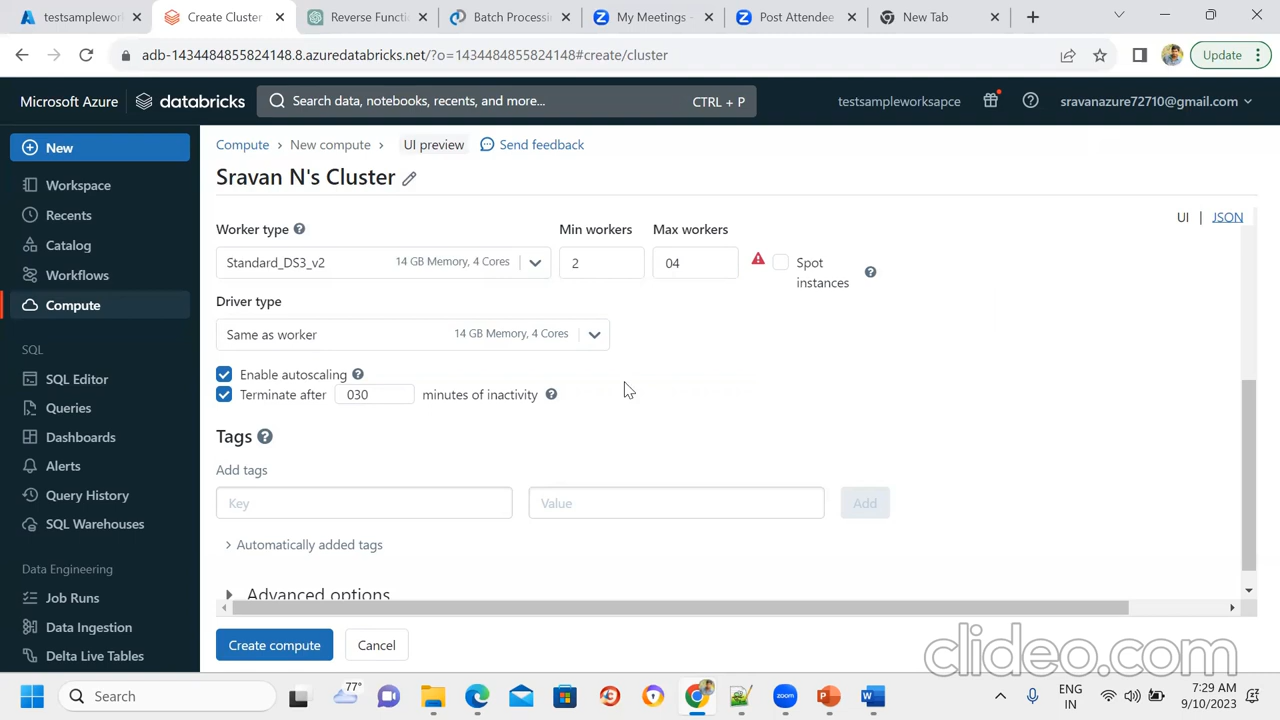 testsamplework
Create Cluster
Reverse Functi
Batch Processi
My Meetings -
Post Attendee
New Tab
adb-1434484855824148.8.azuredatabricks.net/?o=1434484855824148#create/cluster
Update
Microsoft Azure
databricks
Search data, notebooks, recents, and more...
CTRL + P
testsampleworksapce
sravanazure72710@gmail.com
New
Workspace
Recents
Catalog
Workflows
Compute
SQL
SQL Editor
Queries
Dashboards
Alerts
Query History
SQL Warehouses
Data Engineering
Job Runs
Data Ingestion
Delta Live Tables
Compute › New compute › UI preview Send feedback
Sravan N's Cluster
UI | JSON
Worker type
Min workers
Max workers
Standard_DS3_v2 14 GB Memory, 4 Cores
2
04
Spot
instances
Driver type
Same as worker 14 GB Memory, 4 Cores
Enable autoscaling
Terminate after 030 minutes of inactivity
Tags
Add tags
Key
Value
Add
Automatically added tags
Advanced options
Create compute
Cancel
clideo.com
Search
77°
zoom
ENG
IN
7:29 AM
9/10/2023